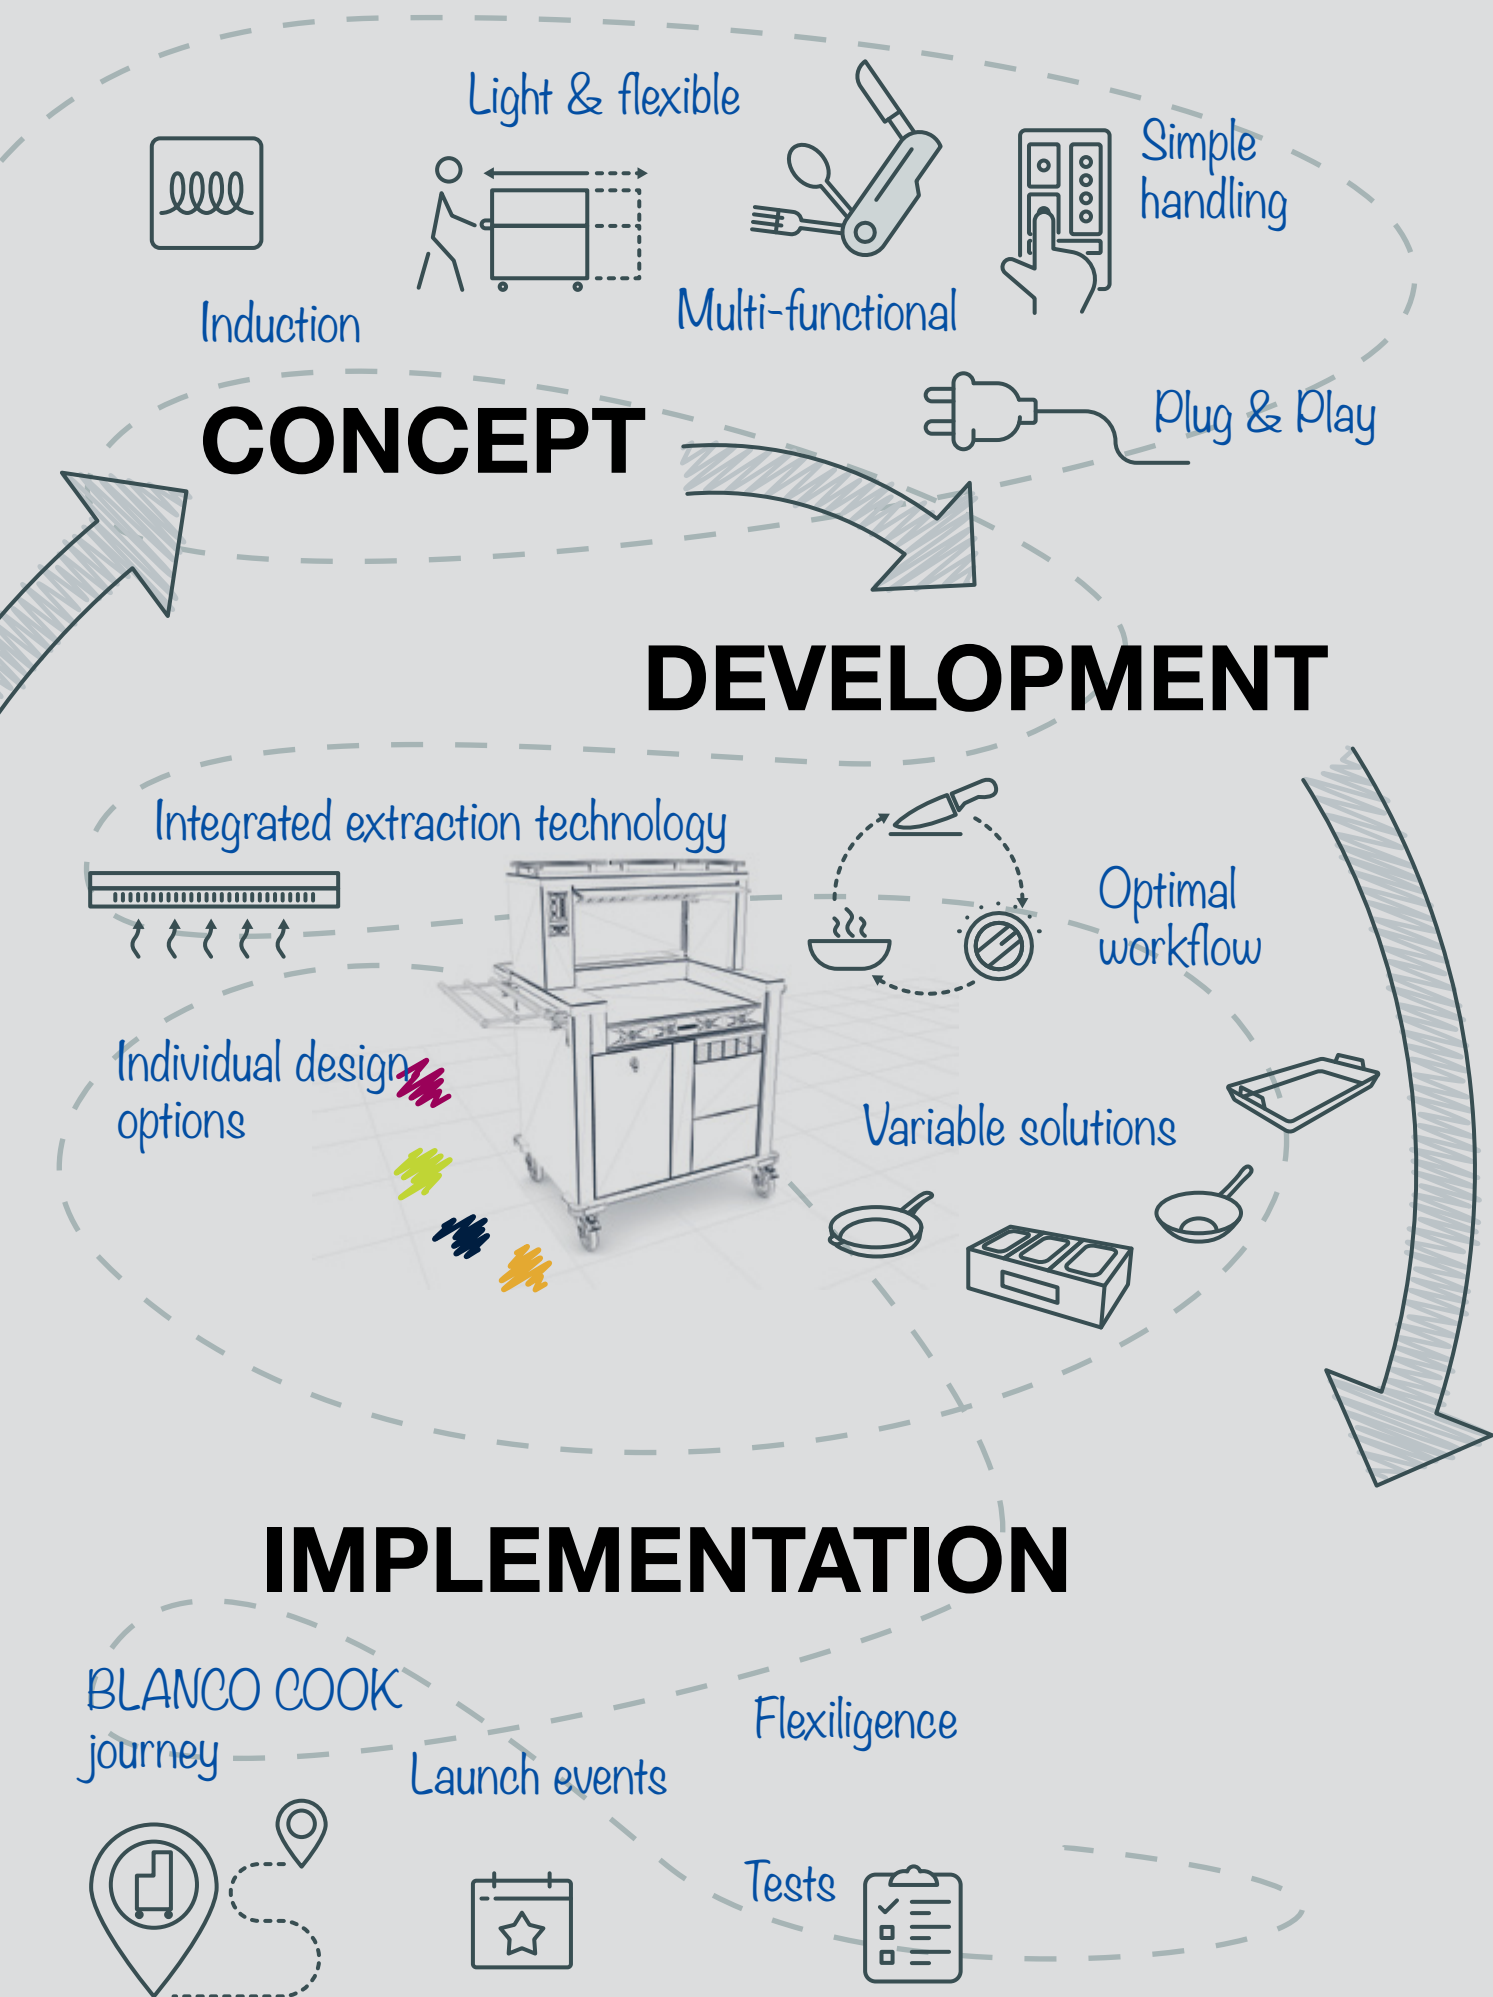 Light & flexible
Simple
handling
Induction
Multi-functional
Plug & Play
CONCEPT
DEVELOPMENT
Integrated extraction technology
Optimal
workflow
Individual design
options
Variable solutions
IMPLEMENTATION
BLANCO COOK
journey
Flexiligence
Launch events
Tests